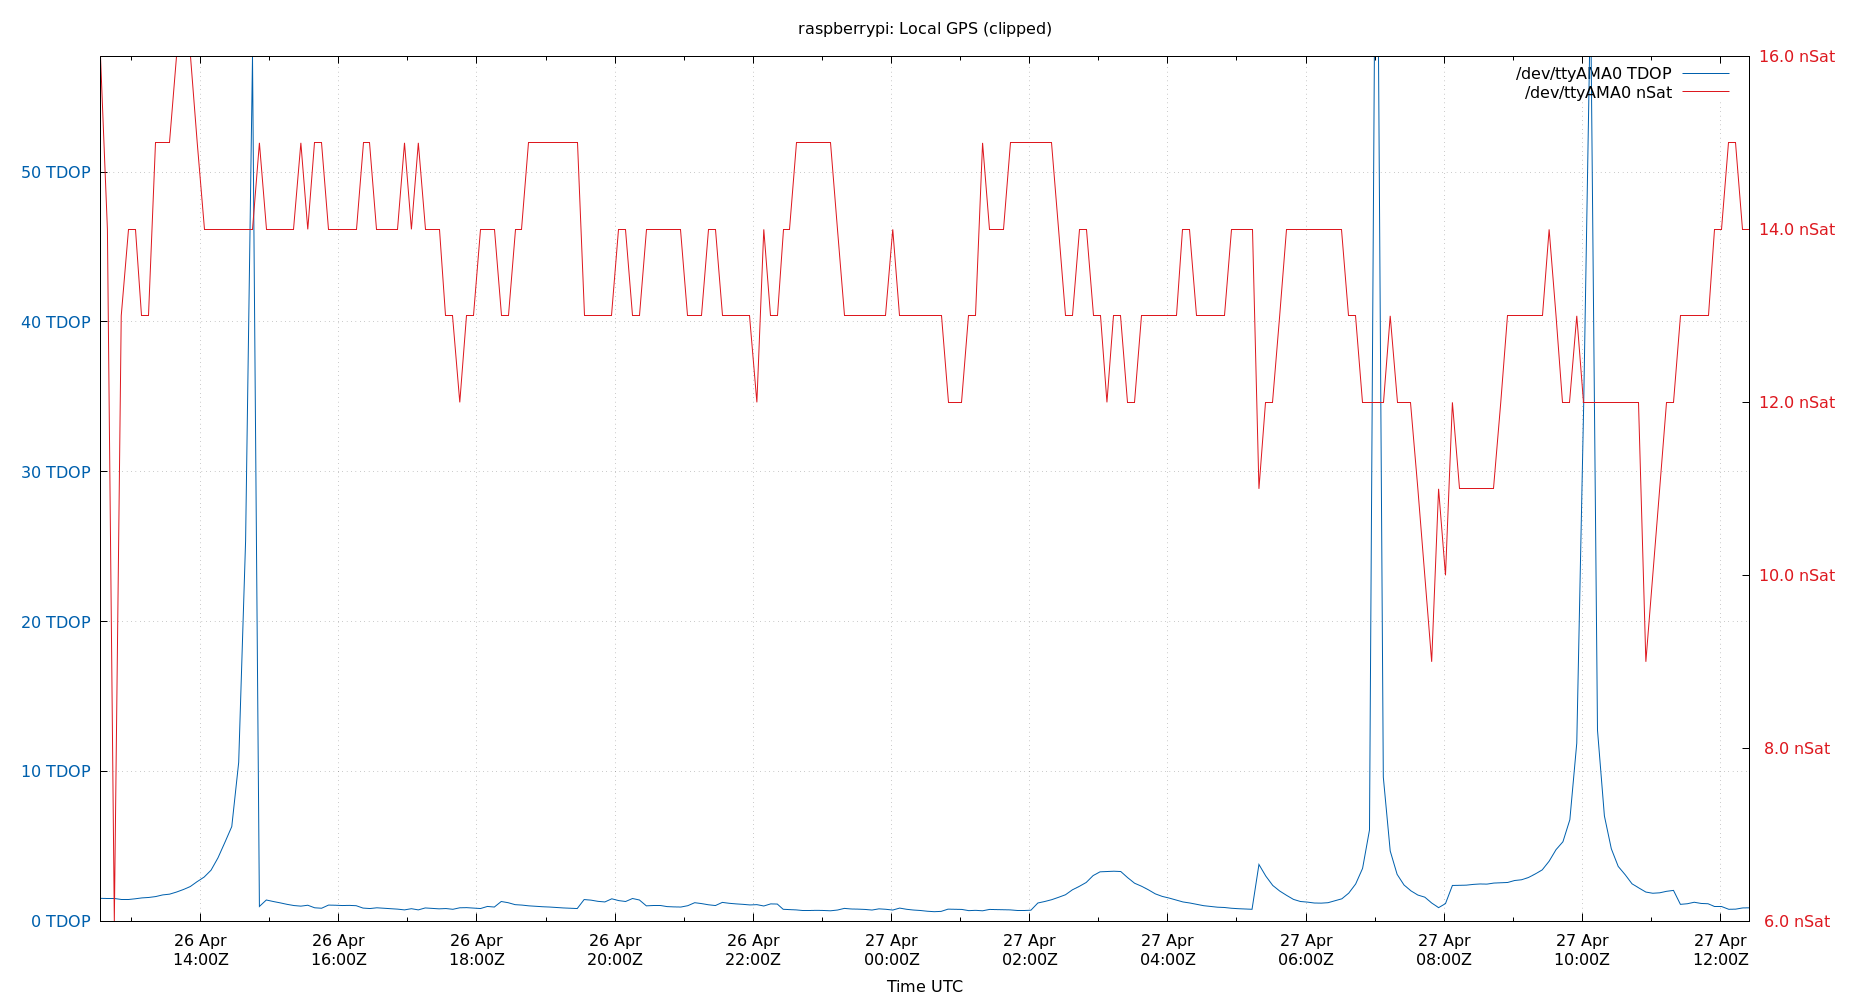 raspberrypi: Local GPS (clipped)
16.0 nSat
/dev/ttyAMA0 TDOP
/dev/ttyAMA0 nSat
50 TDOP
14.0 nSat
40 TDOP
12.0 nSat
30 TDOP
10.0 nSat
20 TDOP
8.0 nSat
10 TDOP
0 TDOP
6.0 nSat
26 Apr 26 Apr 26 Apr 26 Apr 26 Apr 27 Apr 27 Apr 27 Apr 27 Apr 27 Apr 27 Apr 27 Apr
14:00Z 16:00Z 18:00Z 20:00Z 22:00Z 00:00Z 02:00Z 04:00Z 06:00Z 08:00Z 10:00Z 12:00Z
Time UTC